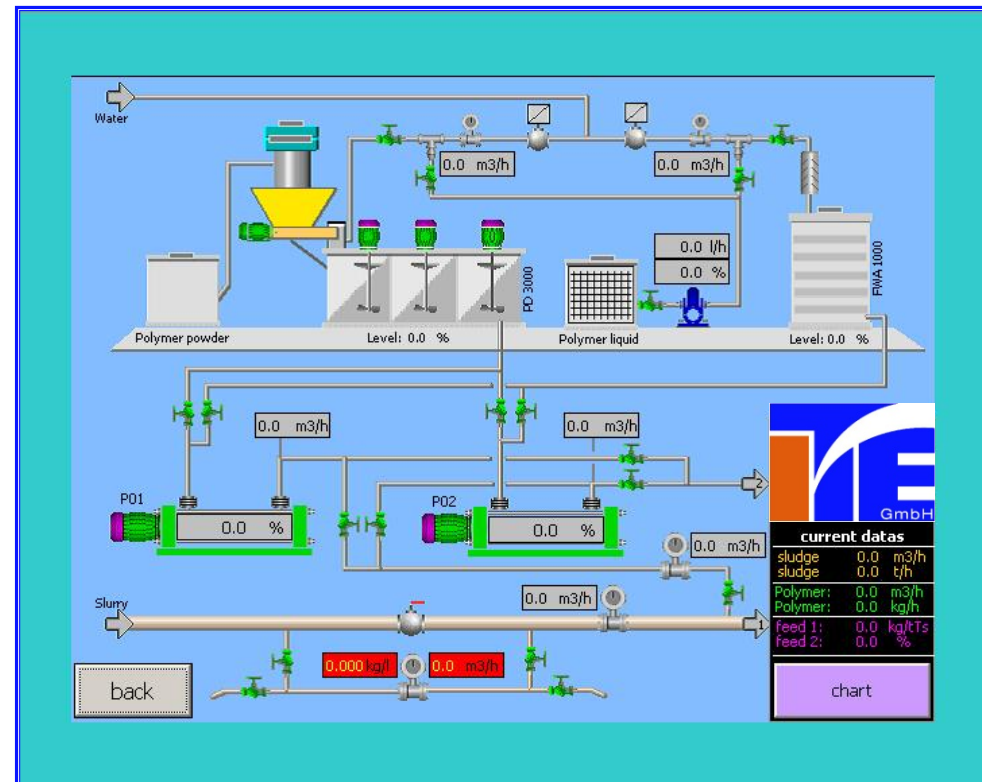 Water
0.0 m3/h
0.0 m3/h
0.0 l/h
0.0 %
PD 3000
FWA 1000
Polymer powder
Level: 0.0 %
Polymer liquid
Level: 0.0 %
0.0 m3/h
0.0 m3/h
2
GmbH
P01
0.0 %
P02
0.0 %
0.0 m3/h
current datas
sludge 0.0 m3/h
sludge 0.0 t/h
Polymer: 0.0 m3/h
Polymer: 0.0 kg/h
feed 1: 0.0 kg/tTs
feed 2: 0.0 %
Slurry
0.0 m3/h
1
0.000 kg/l
0.0 m3/h
back
chart